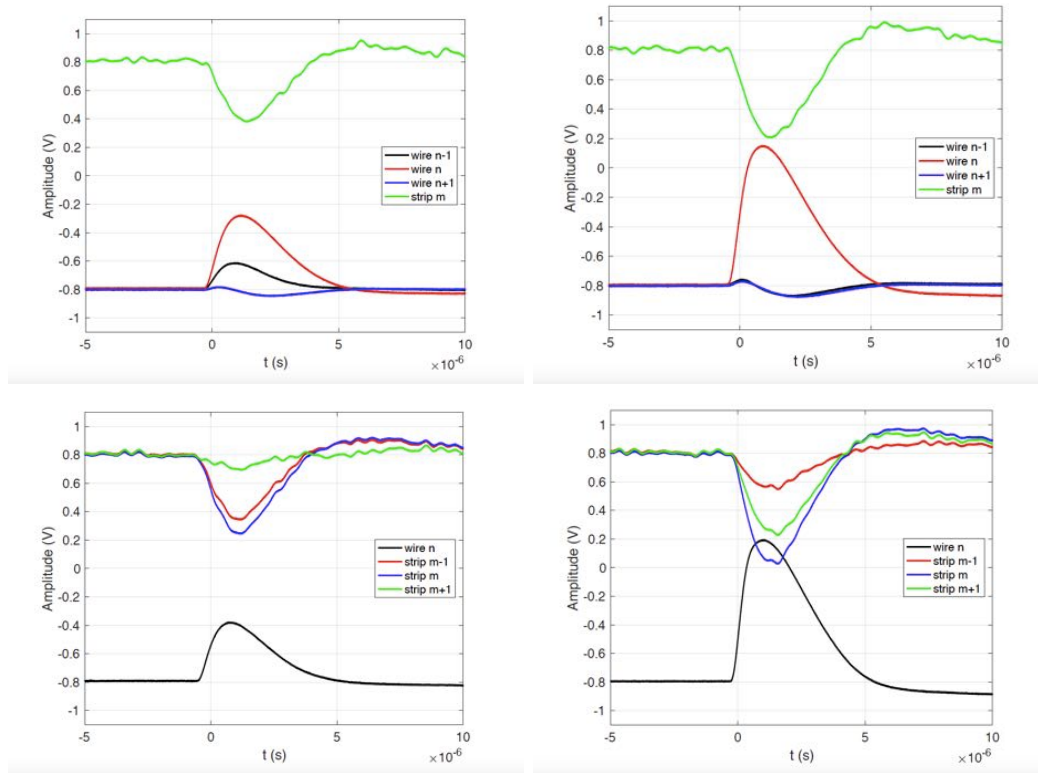 1
0.8
0.6
0.4
0.2
0
-0.2
-0.4
-0.6
-0.8
-1
Amplitude (V)
wire n-1
wire n
wire n+1
strip m
-5
0
5
10
t (s)
×10⁻⁶
1
0.8
0.6
0.4
0.2
0
-0.2
-0.4
-0.6
-0.8
-1
Amplitude (V)
wire n-1
wire n
wire n+1
strip m
-5
0
5
10
t (s)
×10⁻⁶
1
0.8
0.6
0.4
0.2
0
-0.2
-0.4
-0.6
-0.8
-1
Amplitude (V)
wire n
strip m-1
strip m
strip m+1
-5
0
5
10
t (s)
×10⁻⁶
1
0.8
0.6
0.4
0.2
0
-0.2
-0.4
-0.6
-0.8
-1
Amplitude (V)
wire n
strip m-1
strip m
strip m+1
-5
0
5
10
t (s)
×10⁻⁶